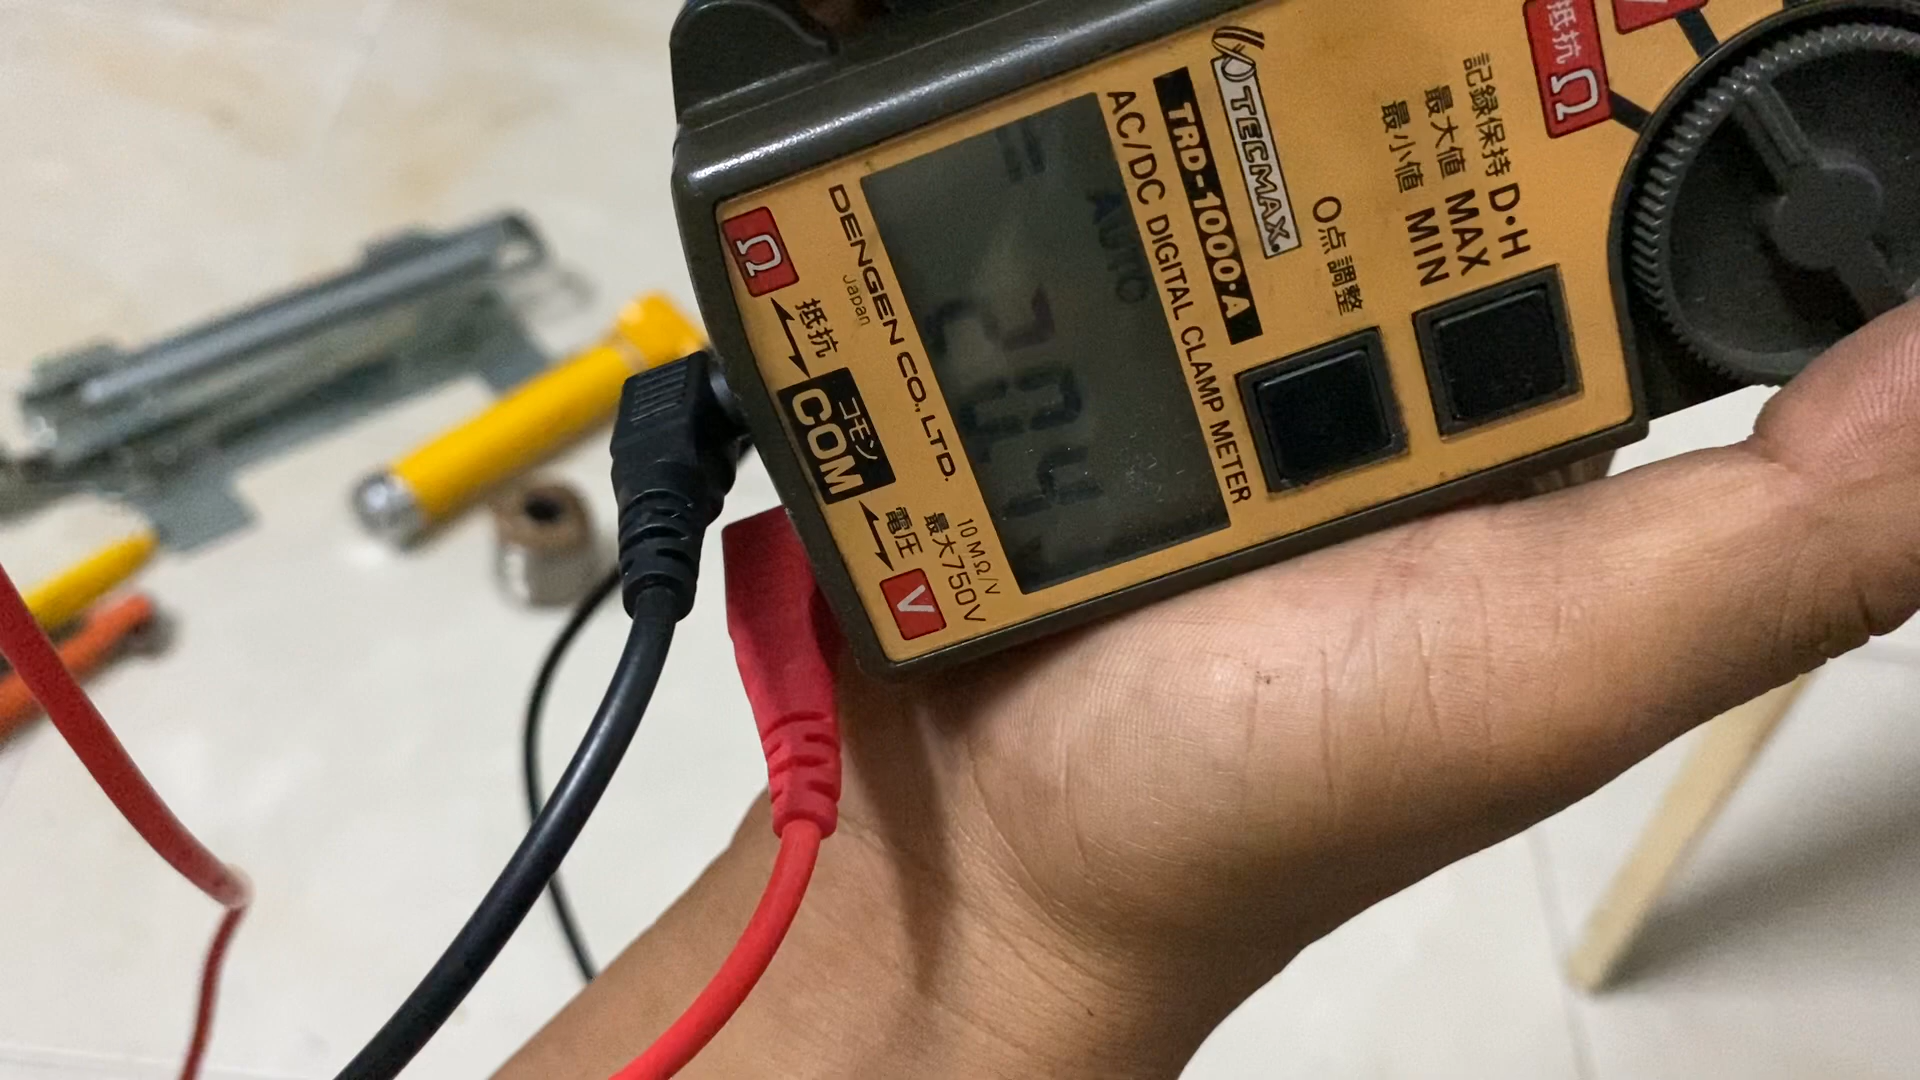 TECMAX®
TRD-1000·A
AC/DC DIGITAL CLAMP METER
AUTO
DENGEN CO., LTD.
Japan
Ω
抵抗
コモン
COM
電圧
V
10MΩ/V
最大750V
O点調整
記録保持 D·H
最大値 MAX
最小値 MIN
抵抗
Ω